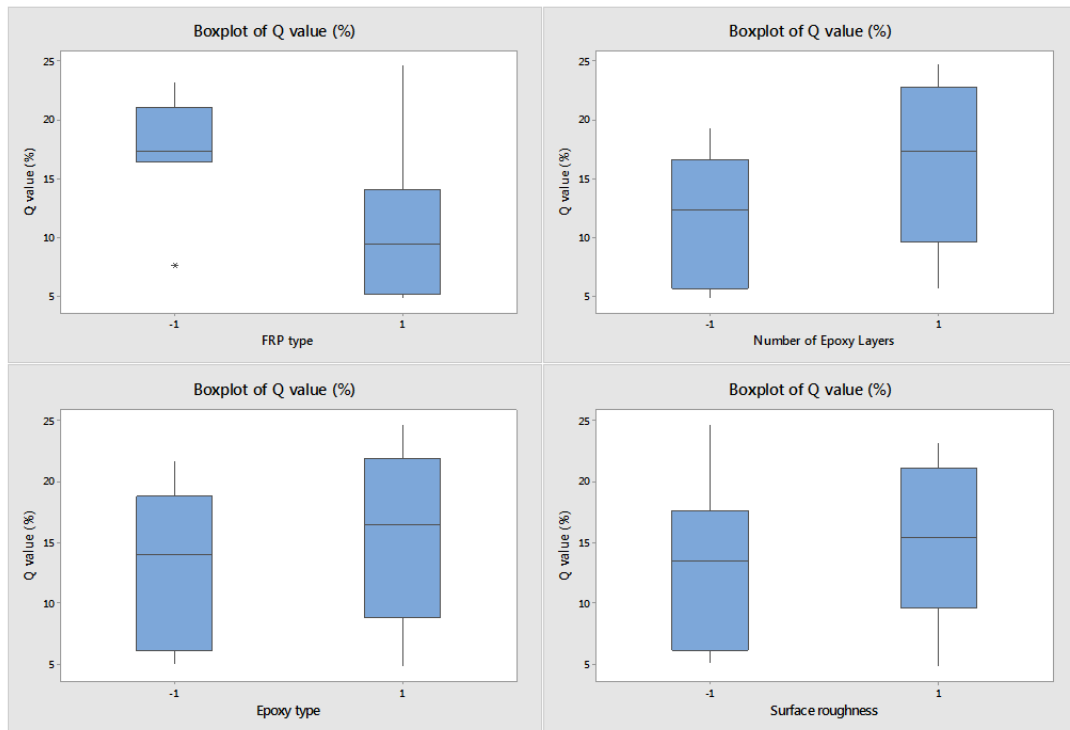 Boxplot of Q value (%)
25
20
15
10
5
Q value (%)
-1 1
FRP type
Boxplot of Q value (%)
25
20
15
10
5
Q value (%)
-1 1
Number of Epoxy Layers
Boxplot of Q value (%)
25
20
15
10
5
Q value (%)
-1 1
Epoxy type
Boxplot of Q value (%)
25
20
15
10
5
Q value (%)
-1 1
Surface roughness